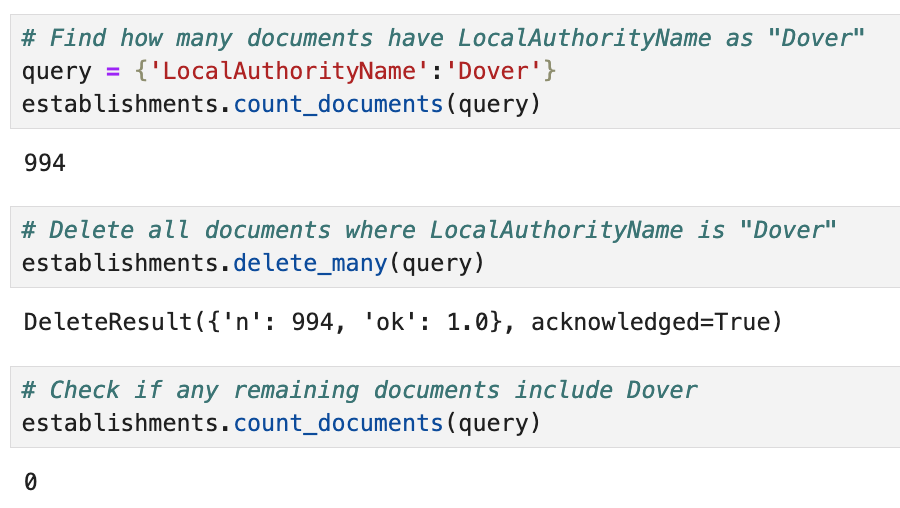 # Find how many documents have LocalAuthorityName as "Dover"
query = {'LocalAuthorityName':'Dover'}
establishments.count_documents(query)
994
# Delete all documents where LocalAuthorityName is "Dover"
establishments.delete_many(query)
DeleteResult({'n': 994, 'ok': 1.0}, acknowledged=True)
# Check if any remaining documents include Dover
establishments.count_documents(query)
0